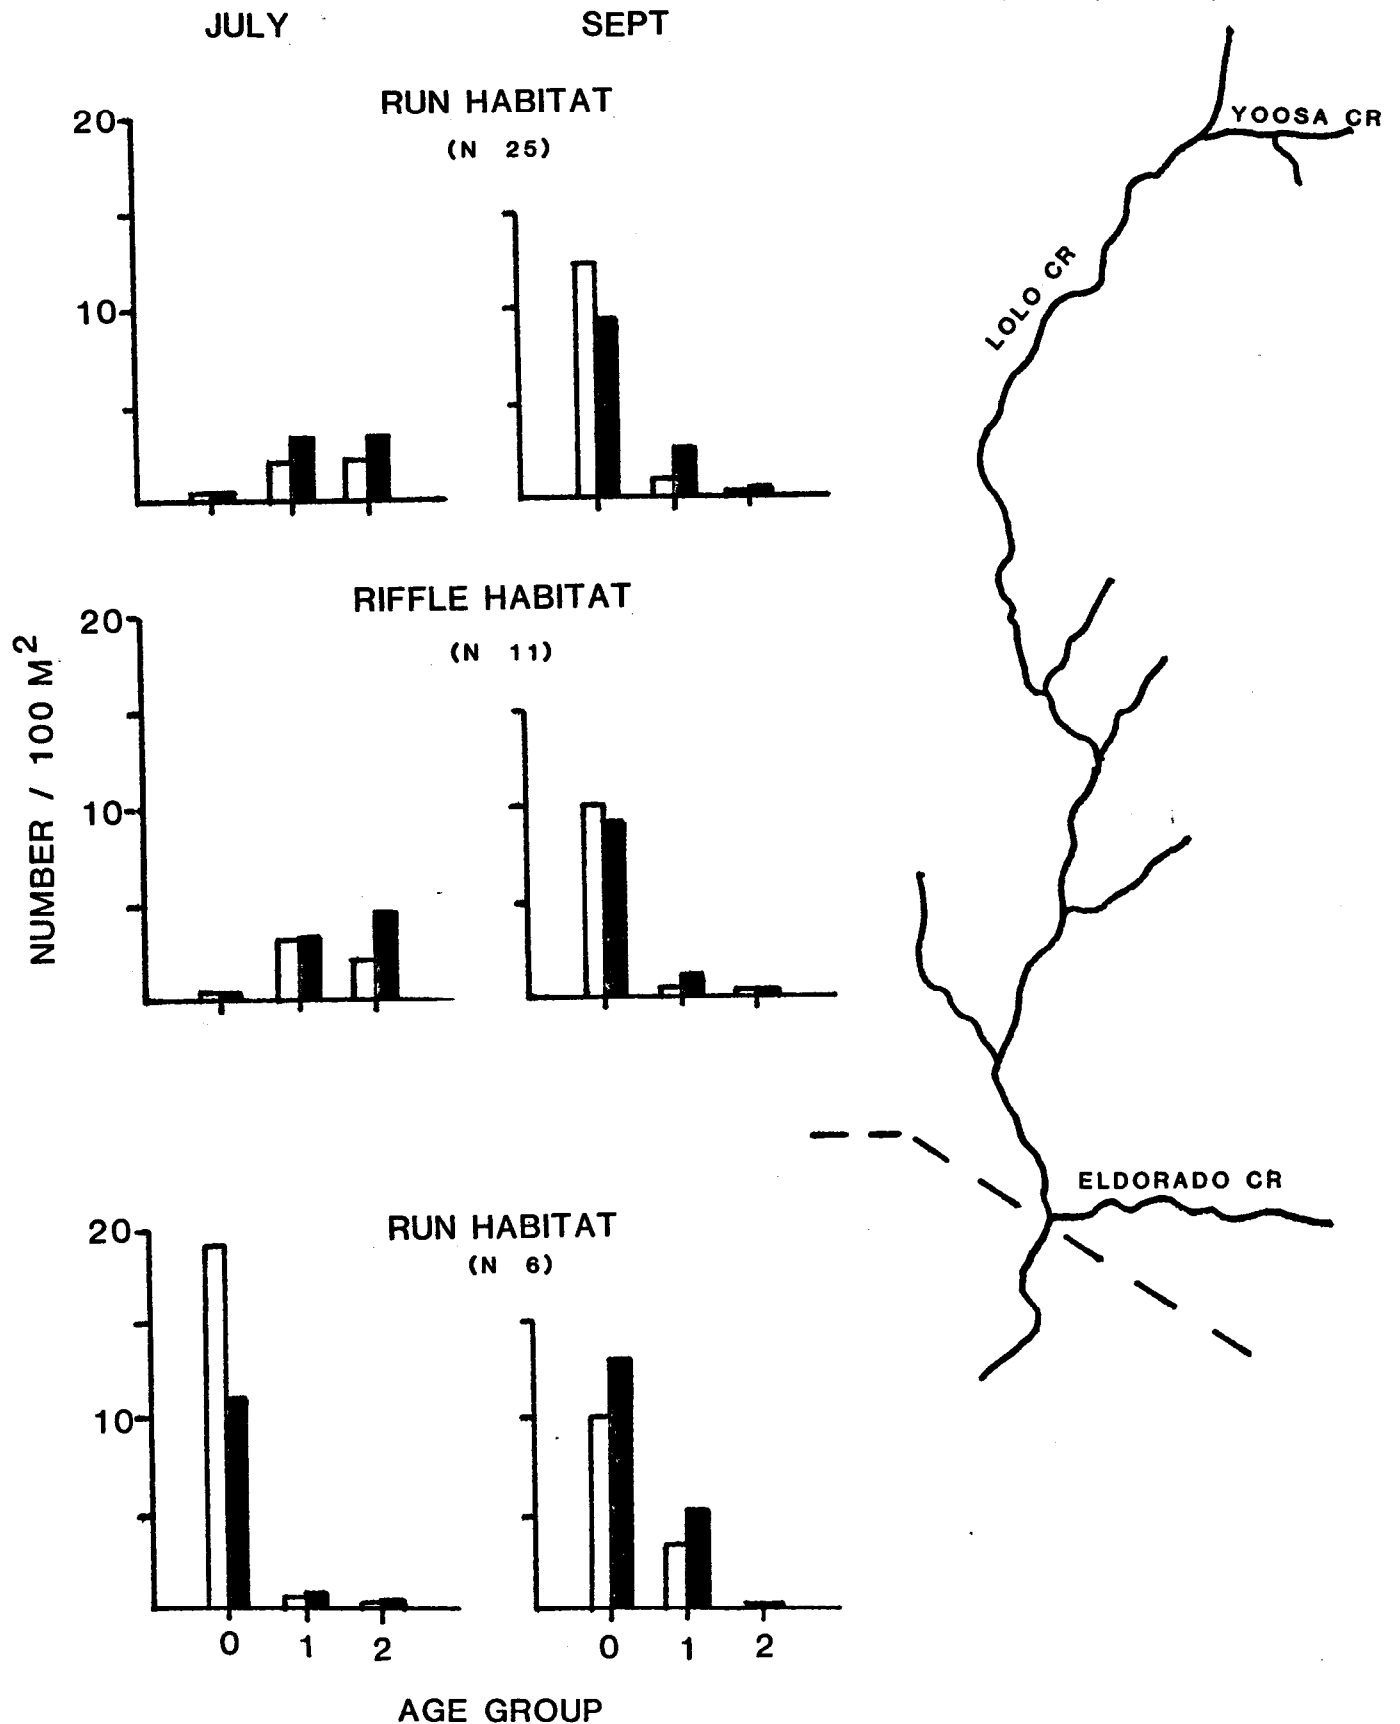 JULY
SEPT
RUN HABITAT
(N 25)
20
10
RIFFLE HABITAT
(N 11)
20
10
NUMBER / 100 M²
RUN HABITAT
(N 6)
20
10
0 1 2
0 1 2
AGE GROUP
YOOSA CR
LOLO CR
ELDORADO CR